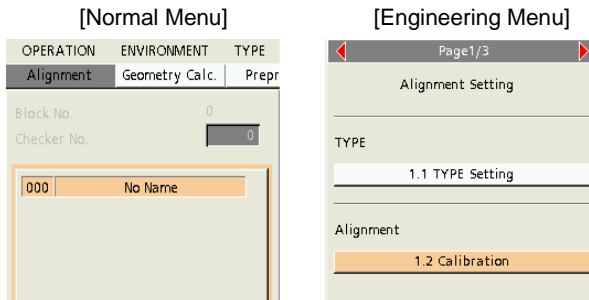 [Normal Menu]
OPERATION ENVIRONMENT TYPE
Alignment Geometry Calc. Prepr
Block No. 0
Checker No. 0
000 No Name
[Engineering Menu]
Page1/3
Alignment Setting
TYPE
1.1 TYPE Setting
Alignment
1.2 Calibration